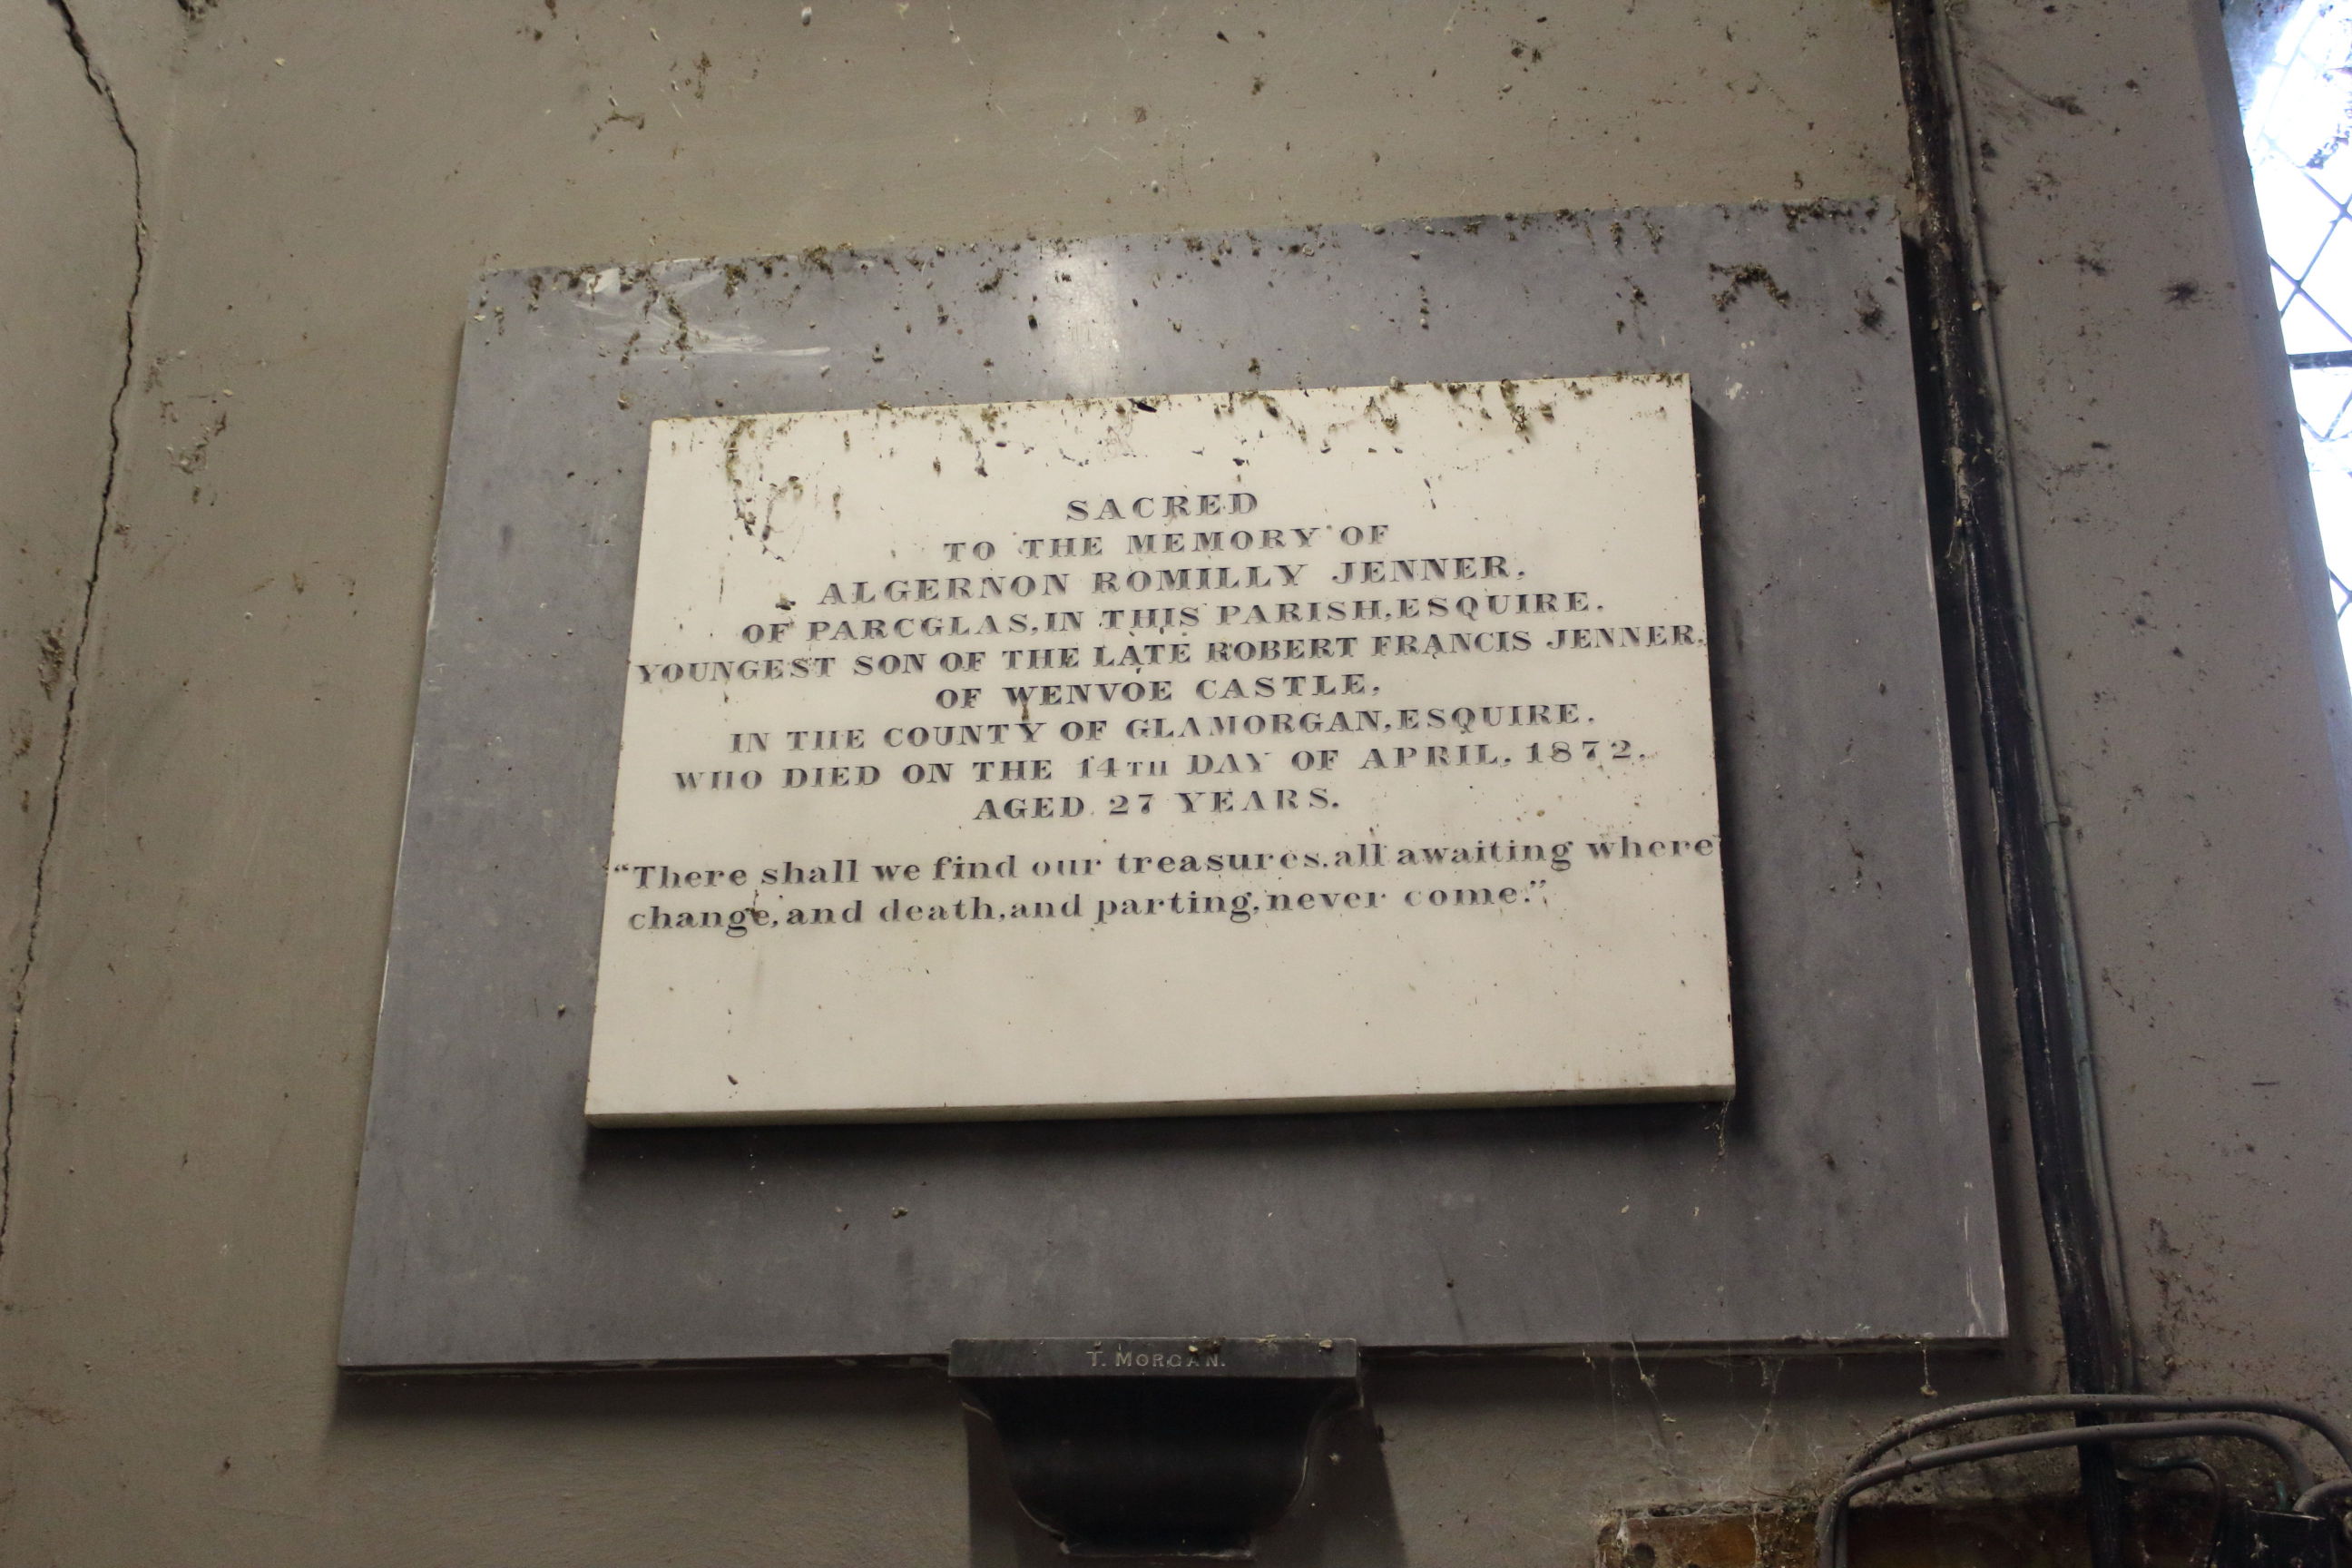 SACRED
TO THE MEMORY OF
ALGERNON ROMILLY JENNER,
OF PARCGLAS, IN THIS PARISH, ESQUIRE.
YOUNGEST SON OF THE LATE ROBERT FRANCIS JENNER,
OF WENVOE CASTLE,
IN THE COUNTY OF GLAMORGAN, ESQUIRE.
WHO DIED ON THE 14TH DAY OF APRIL, 1872,
AGED 27 YEARS.
"There shall we find our treasures, all awaiting where
change, and death, and parting, never come."
T. MORGAN.